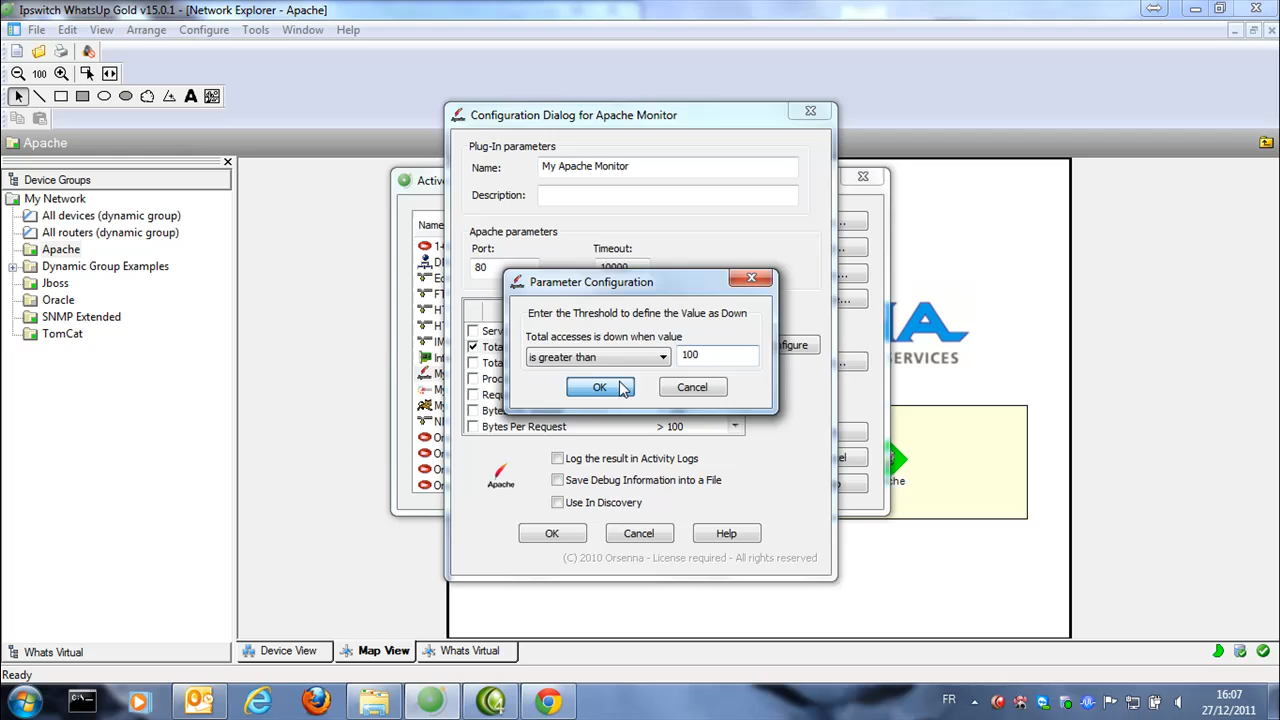 Ipswitch WhatsUp Gold v15.0.1 - [Network Explorer - Apache]
File Edit View Arrange Configure Tools Window Help
100
A
Apache
Device Groups
My Network
All devices (dynamic group)
All routers (dynamic group)
Apache
Dynamic Group Examples
Jboss
Oracle
SNMP Extended
TomCat
Whats Virtual
Configuration Dialog for Apache Monitor
Plug-In parameters
Name: My Apache Monitor
Description:
Apache parameters
Port: Timeout:
80 10000
Parameter Configuration
Enter the Threshold to define the Value as Down
Total accesses is down when value
is greater than 100
OK Cancel
Bytes Per Request > 100
Log the result in Activity Logs
Save Debug Information into a File
Use In Discovery
Apache
OK Cancel Help
(C) 2010 Orsenna - License required - All rights reserved
SERVICES
Device View Map View Whats Virtual
Ready
FR 16:07
27/12/2011